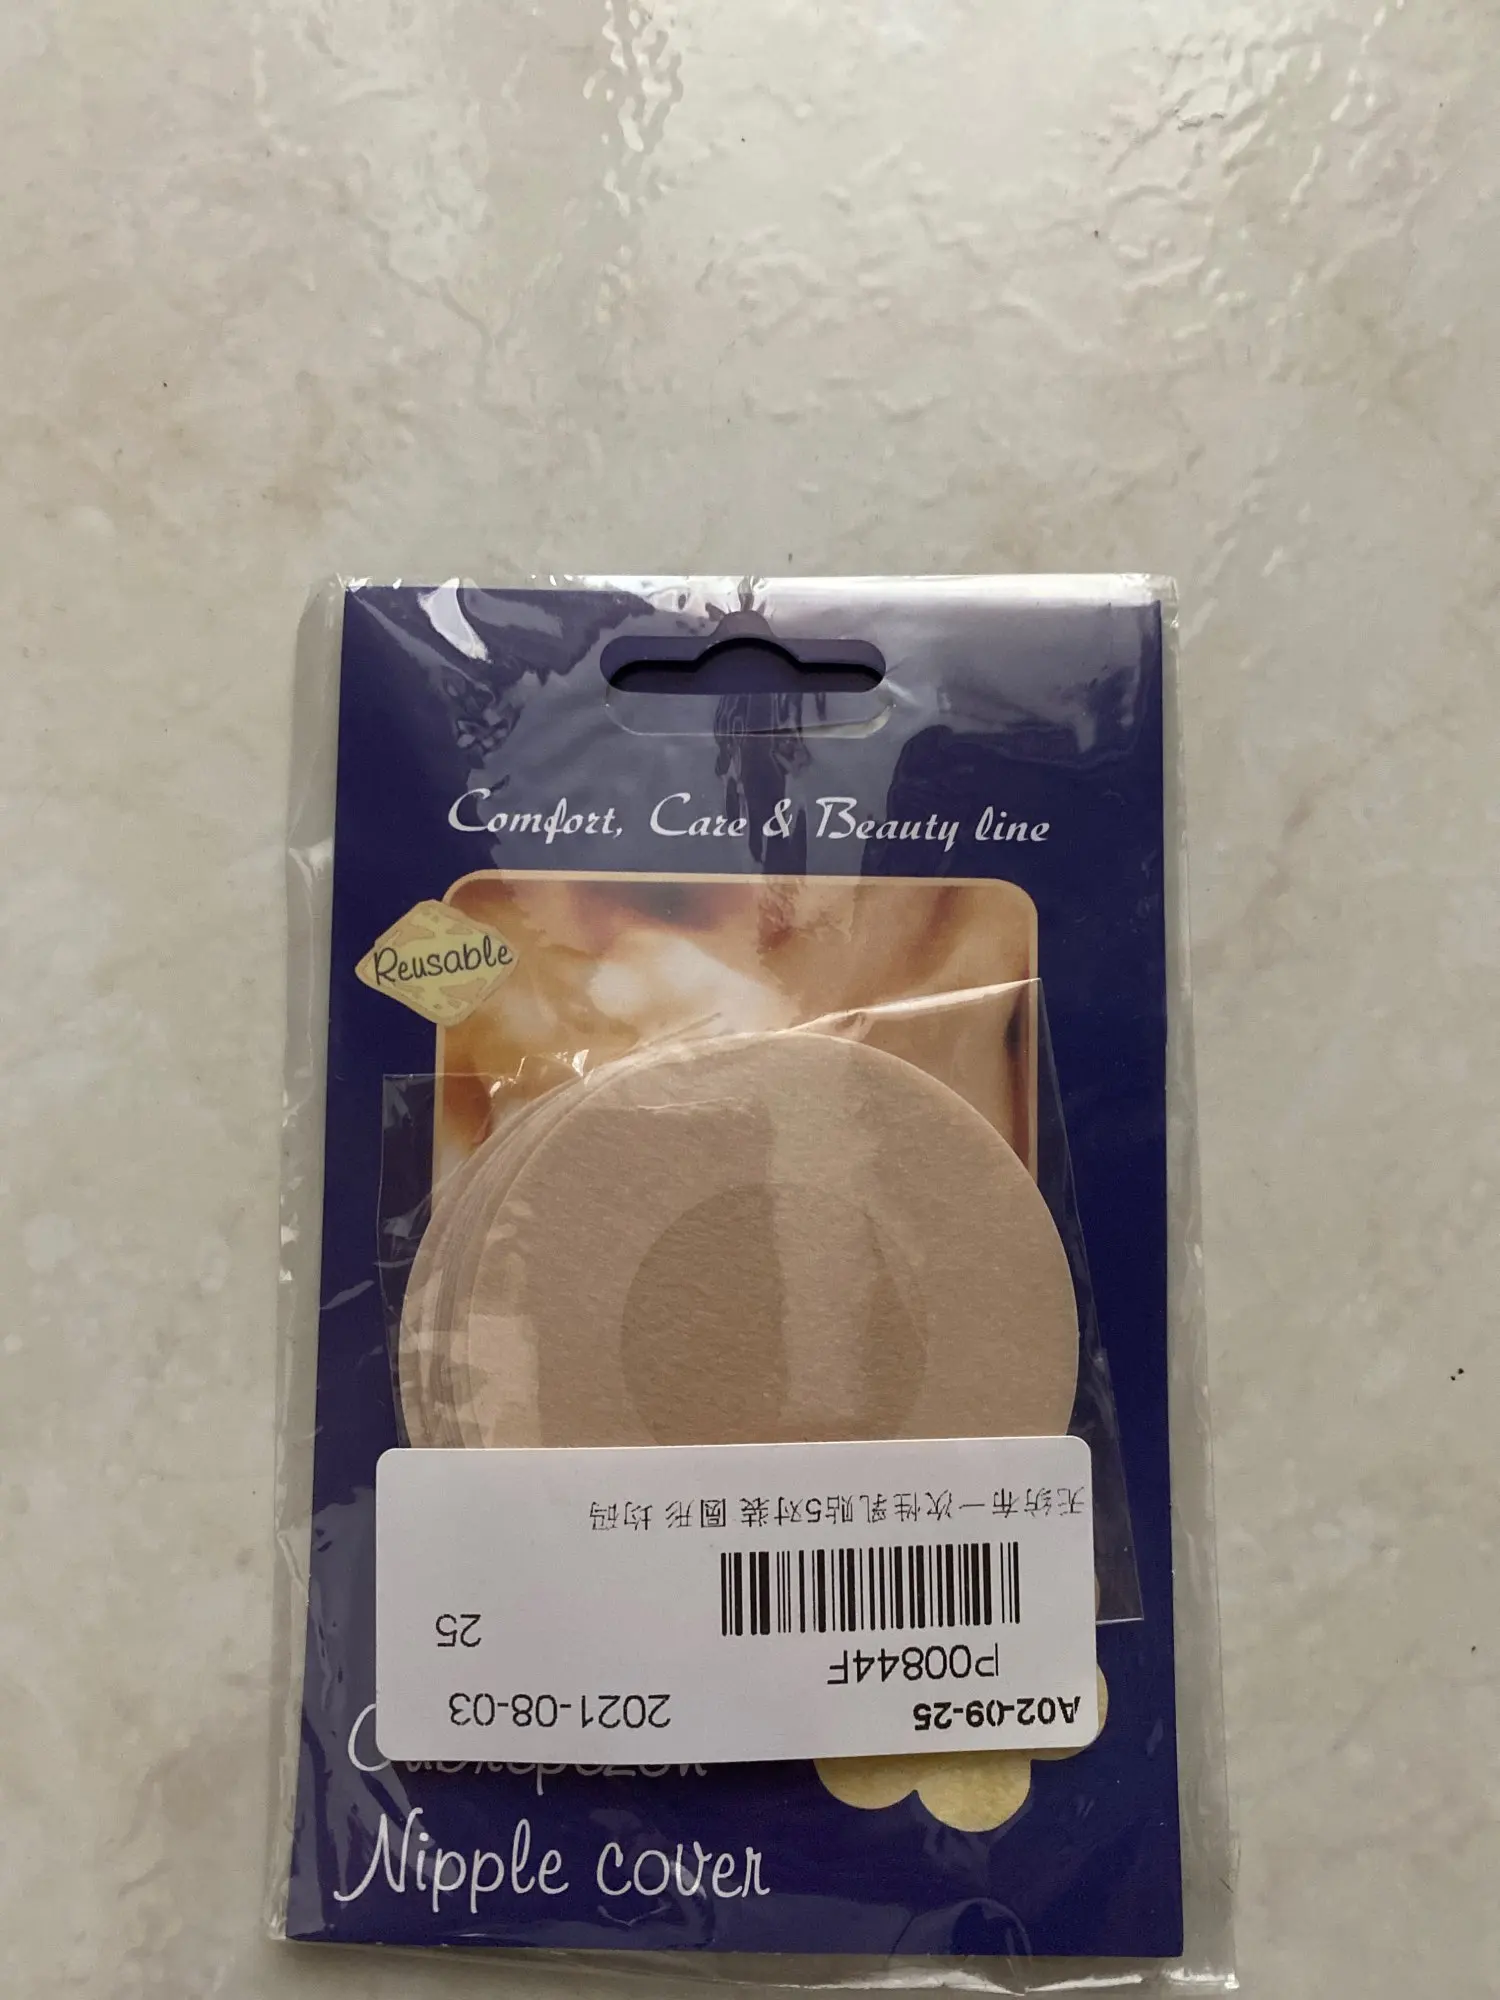 Comfort, Care & Beauty line
Reusable
无纺布一次性乳贴5对装 圆形 均码
P00844F
25
A02-09-25
2021-08-03
Nipple cover